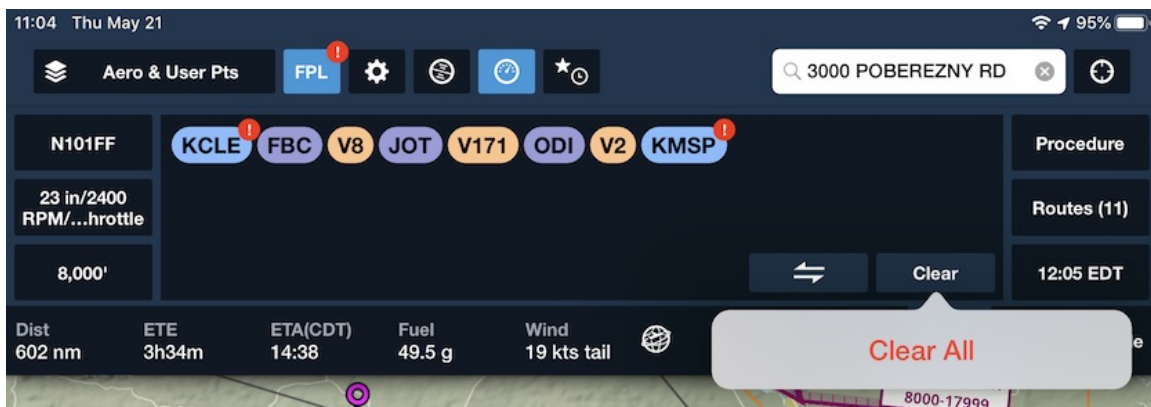 11:04 Thu May 21
95%
Aero & User Pts
FPL
!
3000 POBEREZNY RD
N101FF
KCLE ! FBC V8 JOT V171 ODI V2 KMSP !
Procedure
23 in/2400
RPM/...hrottle
Routes (11)
8,000'
Clear
12:05 EDT
Dist ETE ETA(CDT) Fuel Wind
602 nm 3h34m 14:38 49.5 g 19 kts tail
Clear All
e
8000-17999